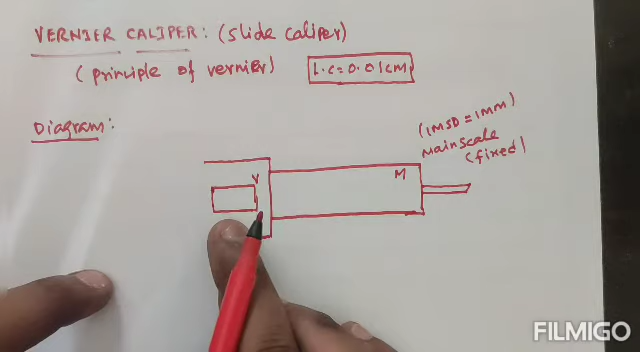 VERNIER CALIPER: (slide caliper)
(principle of vernier) L.C=0.01CM
Diagram:
(1MSD=1MM)
Mainscale
(fixed)
V
M
FILMIGO